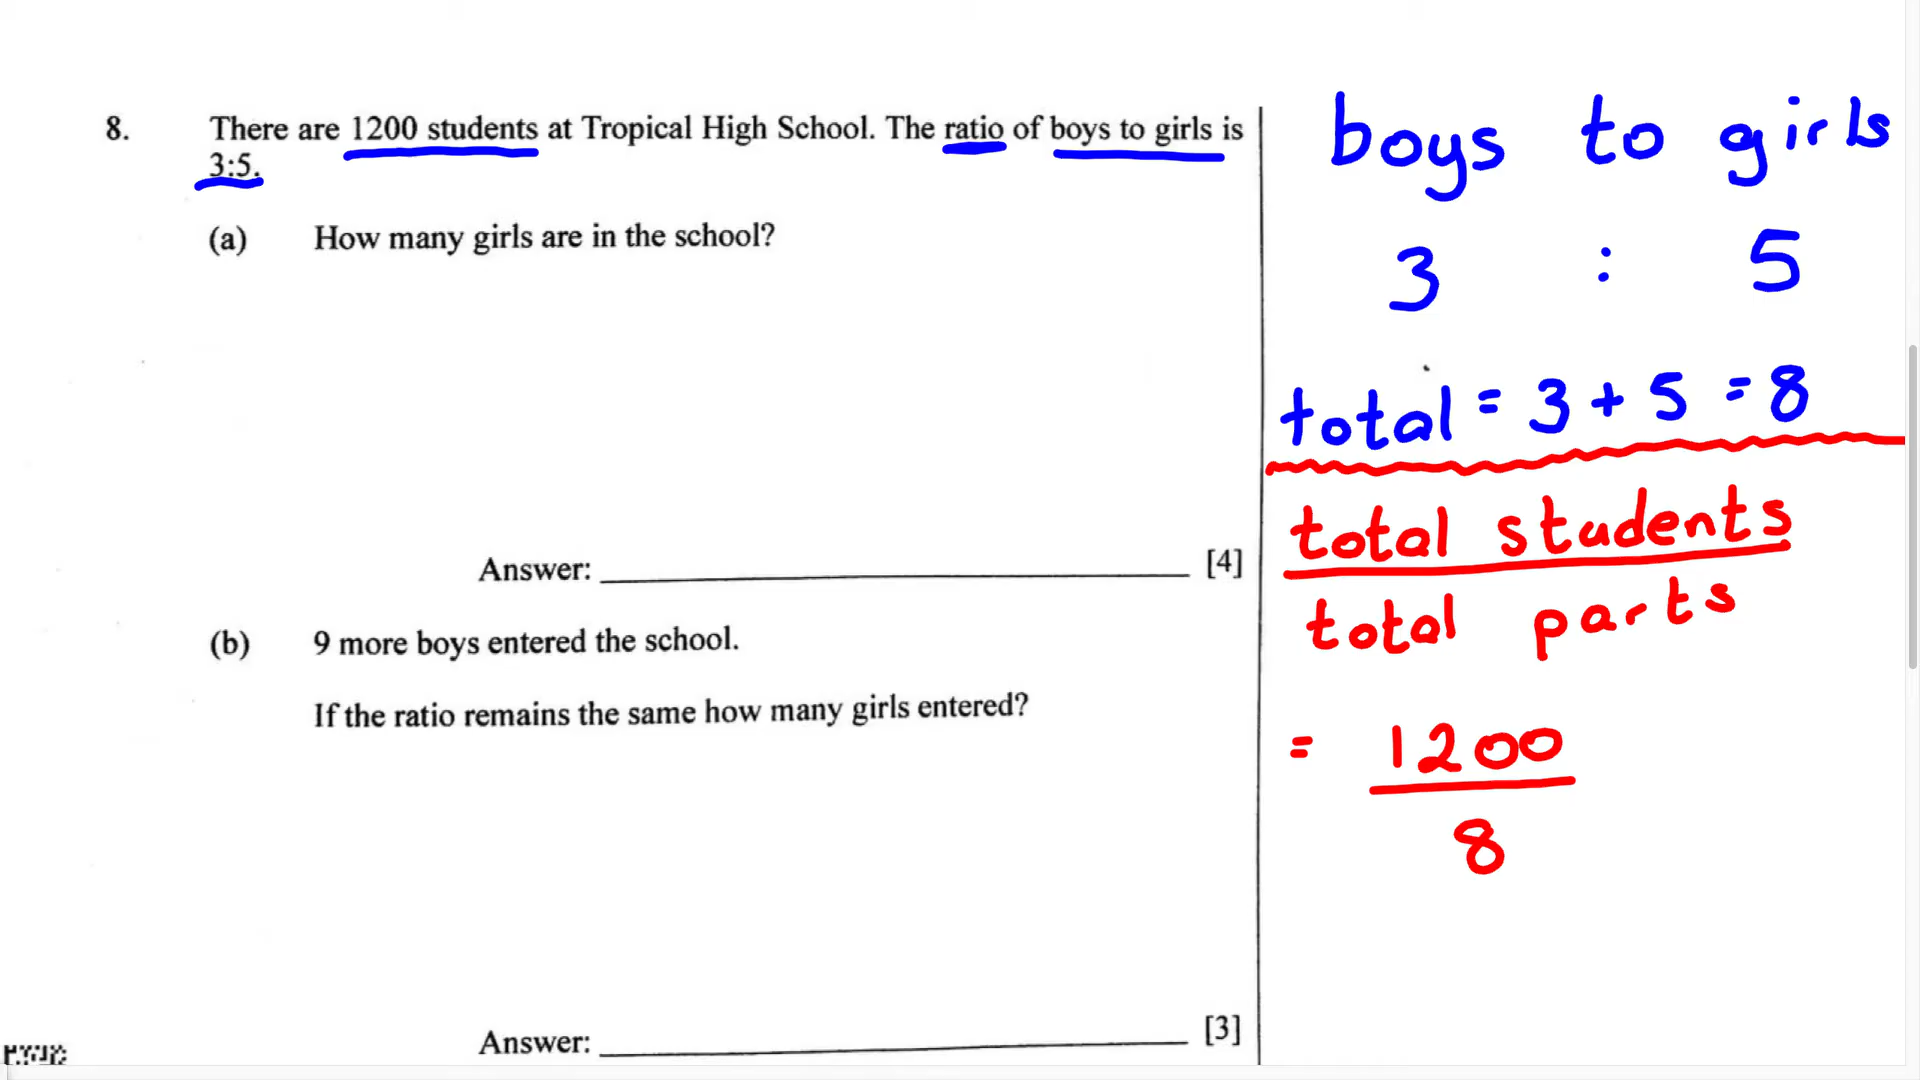 8. There are 1200 students at Tropical High School. The ratio of boys to girls is
3:5.
(a) How many girls are in the school?
Answer: [4]
(b) 9 more boys entered the school.
If the ratio remains the same how many girls entered?
Answer: [3]
boys to girls
3 : 5
total = 3 + 5 = 8
total students
total parts
= 1200
8